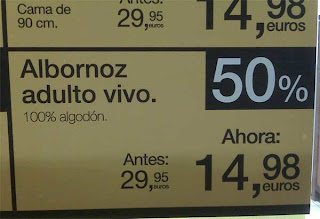 Cama de
90 cm.
Antes:
29,95 euros
14,98 euros
Albornoz
adulto vivo.
100% algodón.
50%
Antes:
29,95 euros
Ahora:
14,98 euros